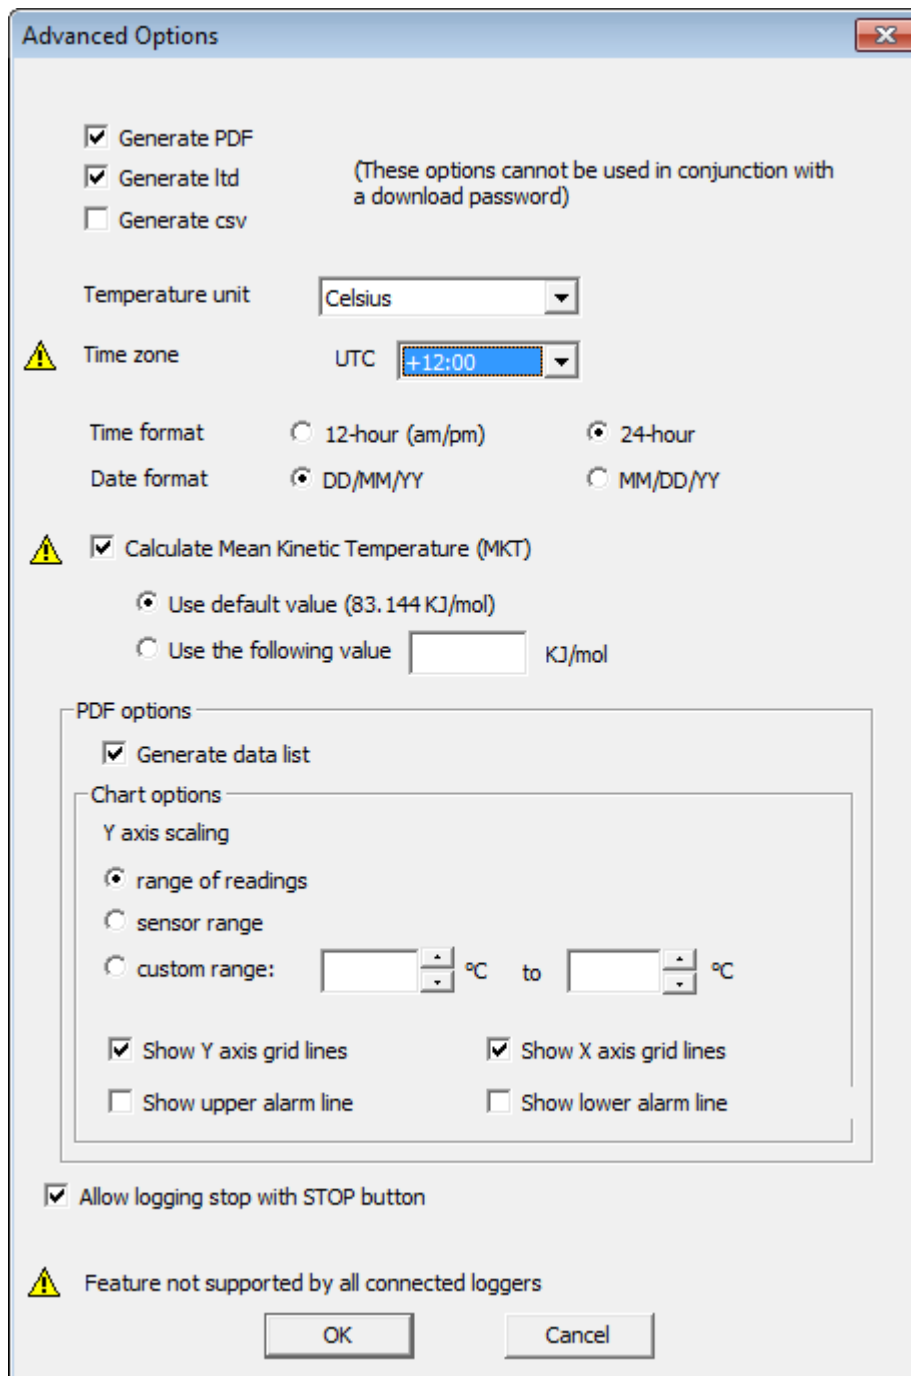 Advanced Options
Generate PDF
Generate ltd
Generate csv
(These options cannot be used in conjunction with
a download password)
Temperature unit Celsius
Time zone UTC +12:00
Time format 12-hour (am/pm) 24-hour
Date format DD/MM/YY MM/DD/YY
Calculate Mean Kinetic Temperature (MKT)
Use default value (83.144 KJ/mol)
Use the following value KJ/mol
PDF options
Generate data list
Chart options
Y axis scaling
range of readings
sensor range
custom range: ºC to ºC
Show Y axis grid lines Show X axis grid lines
Show upper alarm line Show lower alarm line
Allow logging stop with STOP button
Feature not supported by all connected loggers
OK Cancel